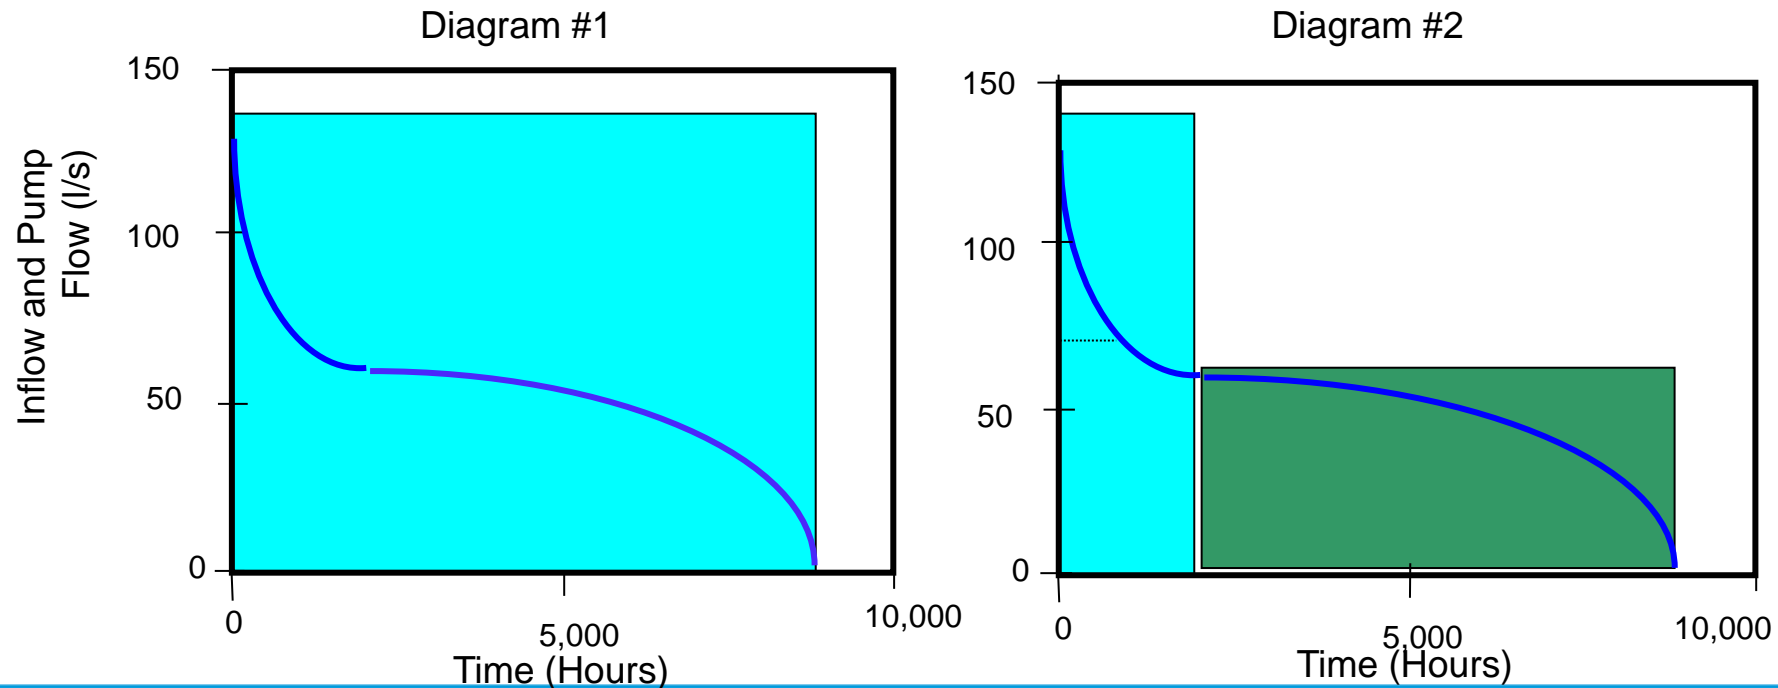 Diagram #1
150
100
50
0
Inflow and Pump
Flow (l/s)
0
5,000
10,000
Time (Hours)
Diagram #2
150
100
50
0
0
5,000
10,000
Time (Hours)